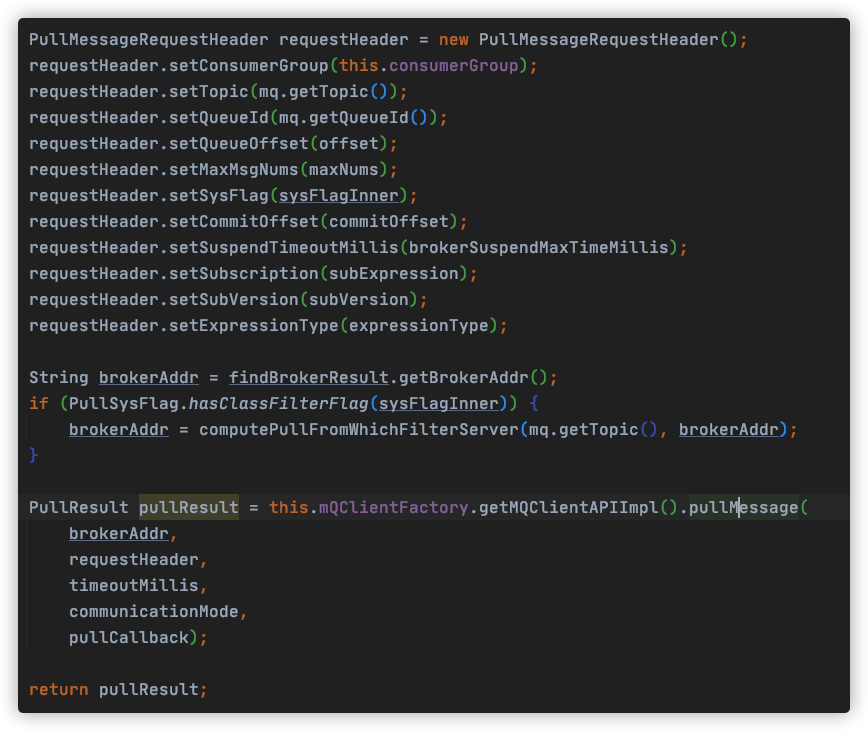 PullMessageRequestHeader requestHeader = new PullMessageRequestHeader();
requestHeader.setConsumerGroup(this.consumerGroup);
requestHeader.setTopic(mq.getTopic());
requestHeader.setQueueId(mq.getQueueId());
requestHeader.setQueueOffset(offset);
requestHeader.setMaxMsgNums(maxNums);
requestHeader.setSysFlag(sysFlagInner);
requestHeader.setCommitOffset(commitOffset);
requestHeader.setSuspendTimeoutMillis(brokerSuspendMaxTimeMillis);
requestHeader.setSubscription(subExpression);
requestHeader.setSubVersion(subVersion);
requestHeader.setExpressionType(expressionType);

String brokerAddr = findBrokerResult.getBrokerAddr();
if (PullSysFlag.hasClassFilterFlag(sysFlagInner)) {
    brokerAddr = computePullFromWhichFilterServer(mq.getTopic(), brokerAddr);
}

PullResult pullResult = this.mQClientFactory.getMQClientAPIImpl().pullMessage(
    brokerAddr,
    requestHeader,
    timeoutMillis,
    communicationMode,
    pullCallback);

return pullResult;